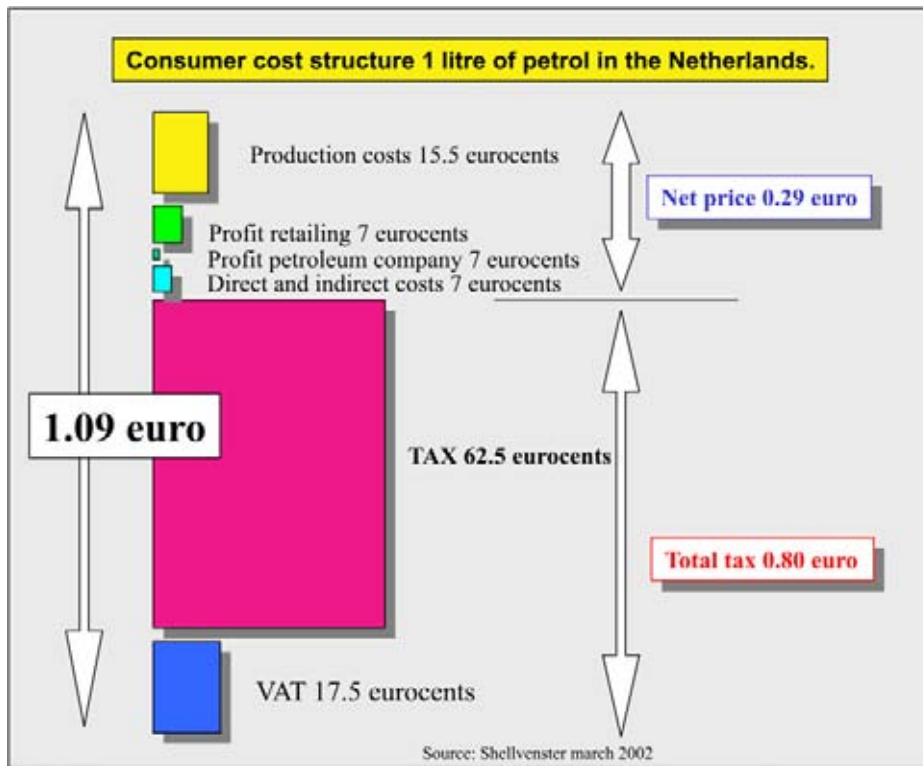 Consumer cost structure 1 litre of petrol in the Netherlands.
Production costs 15.5 eurocents
Net price 0.29 euro
Profit retailing 7 eurocents
Profit petroleum company 7 eurocents
Direct and indirect costs 7 eurocents
1.09 euro
TAX 62.5 eurocents
Total tax 0.80 euro
VAT 17.5 eurocents
Source: Shellvenster march 2002